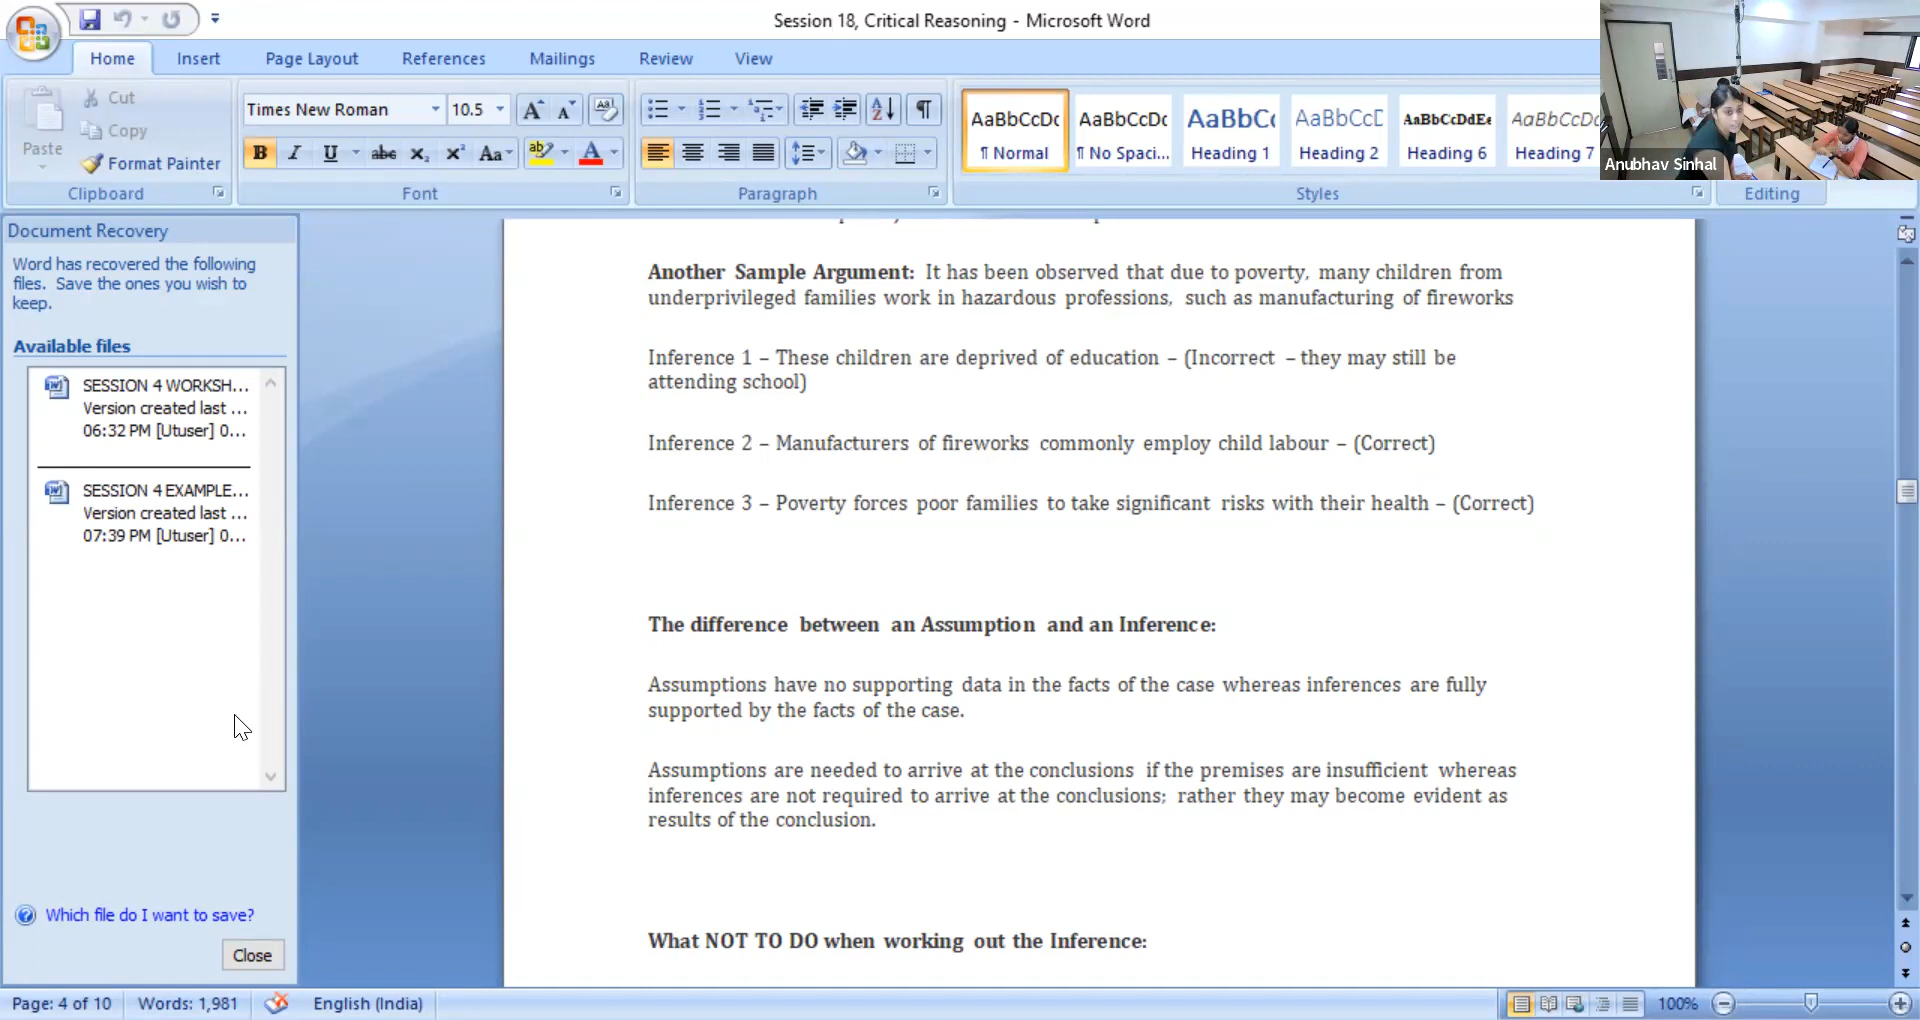 Session 18, Critical Reasoning - Microsoft Word
Home Insert Page Layout References Mailings Review View
Paste
Cut
Copy
Format Painter
Clipboard
Times New Roman 10.5
Font
Paragraph
AaBbCcDc AaBbCcDc AaBbC AaBbCcD AaBbCcDdEe AaBbCcDc
¶ Normal ¶ No Spaci... Heading 1 Heading 2 Heading 6 Heading 7
Styles
Editing
Anubhav Sinhal
Document Recovery
Word has recovered the following
files. Save the ones you wish to
keep.
Available files
SESSION 4 WORKSH...
Version created last ...
06:32 PM [Utuser] 0...
SESSION 4 EXAMPLE...
Version created last ...
07:39 PM [Utuser] 0...
Which file do I want to save?
Close
Another Sample Argument: It has been observed that due to poverty, many children from
underprivileged families work in hazardous professions, such as manufacturing of fireworks
Inference 1 – These children are deprived of education – (Incorrect – they may still be
attending school)
Inference 2 – Manufacturers of fireworks commonly employ child labour – (Correct)
Inference 3 – Poverty forces poor families to take significant risks with their health – (Correct)
The difference between an Assumption and an Inference:
Assumptions have no supporting data in the facts of the case whereas inferences are fully
supported by the facts of the case.
Assumptions are needed to arrive at the conclusions if the premises are insufficient whereas
inferences are not required to arrive at the conclusions; rather they may become evident as
results of the conclusion.
What NOT TO DO when working out the Inference:
Page: 4 of 10 Words: 1,981 English (India) 100%